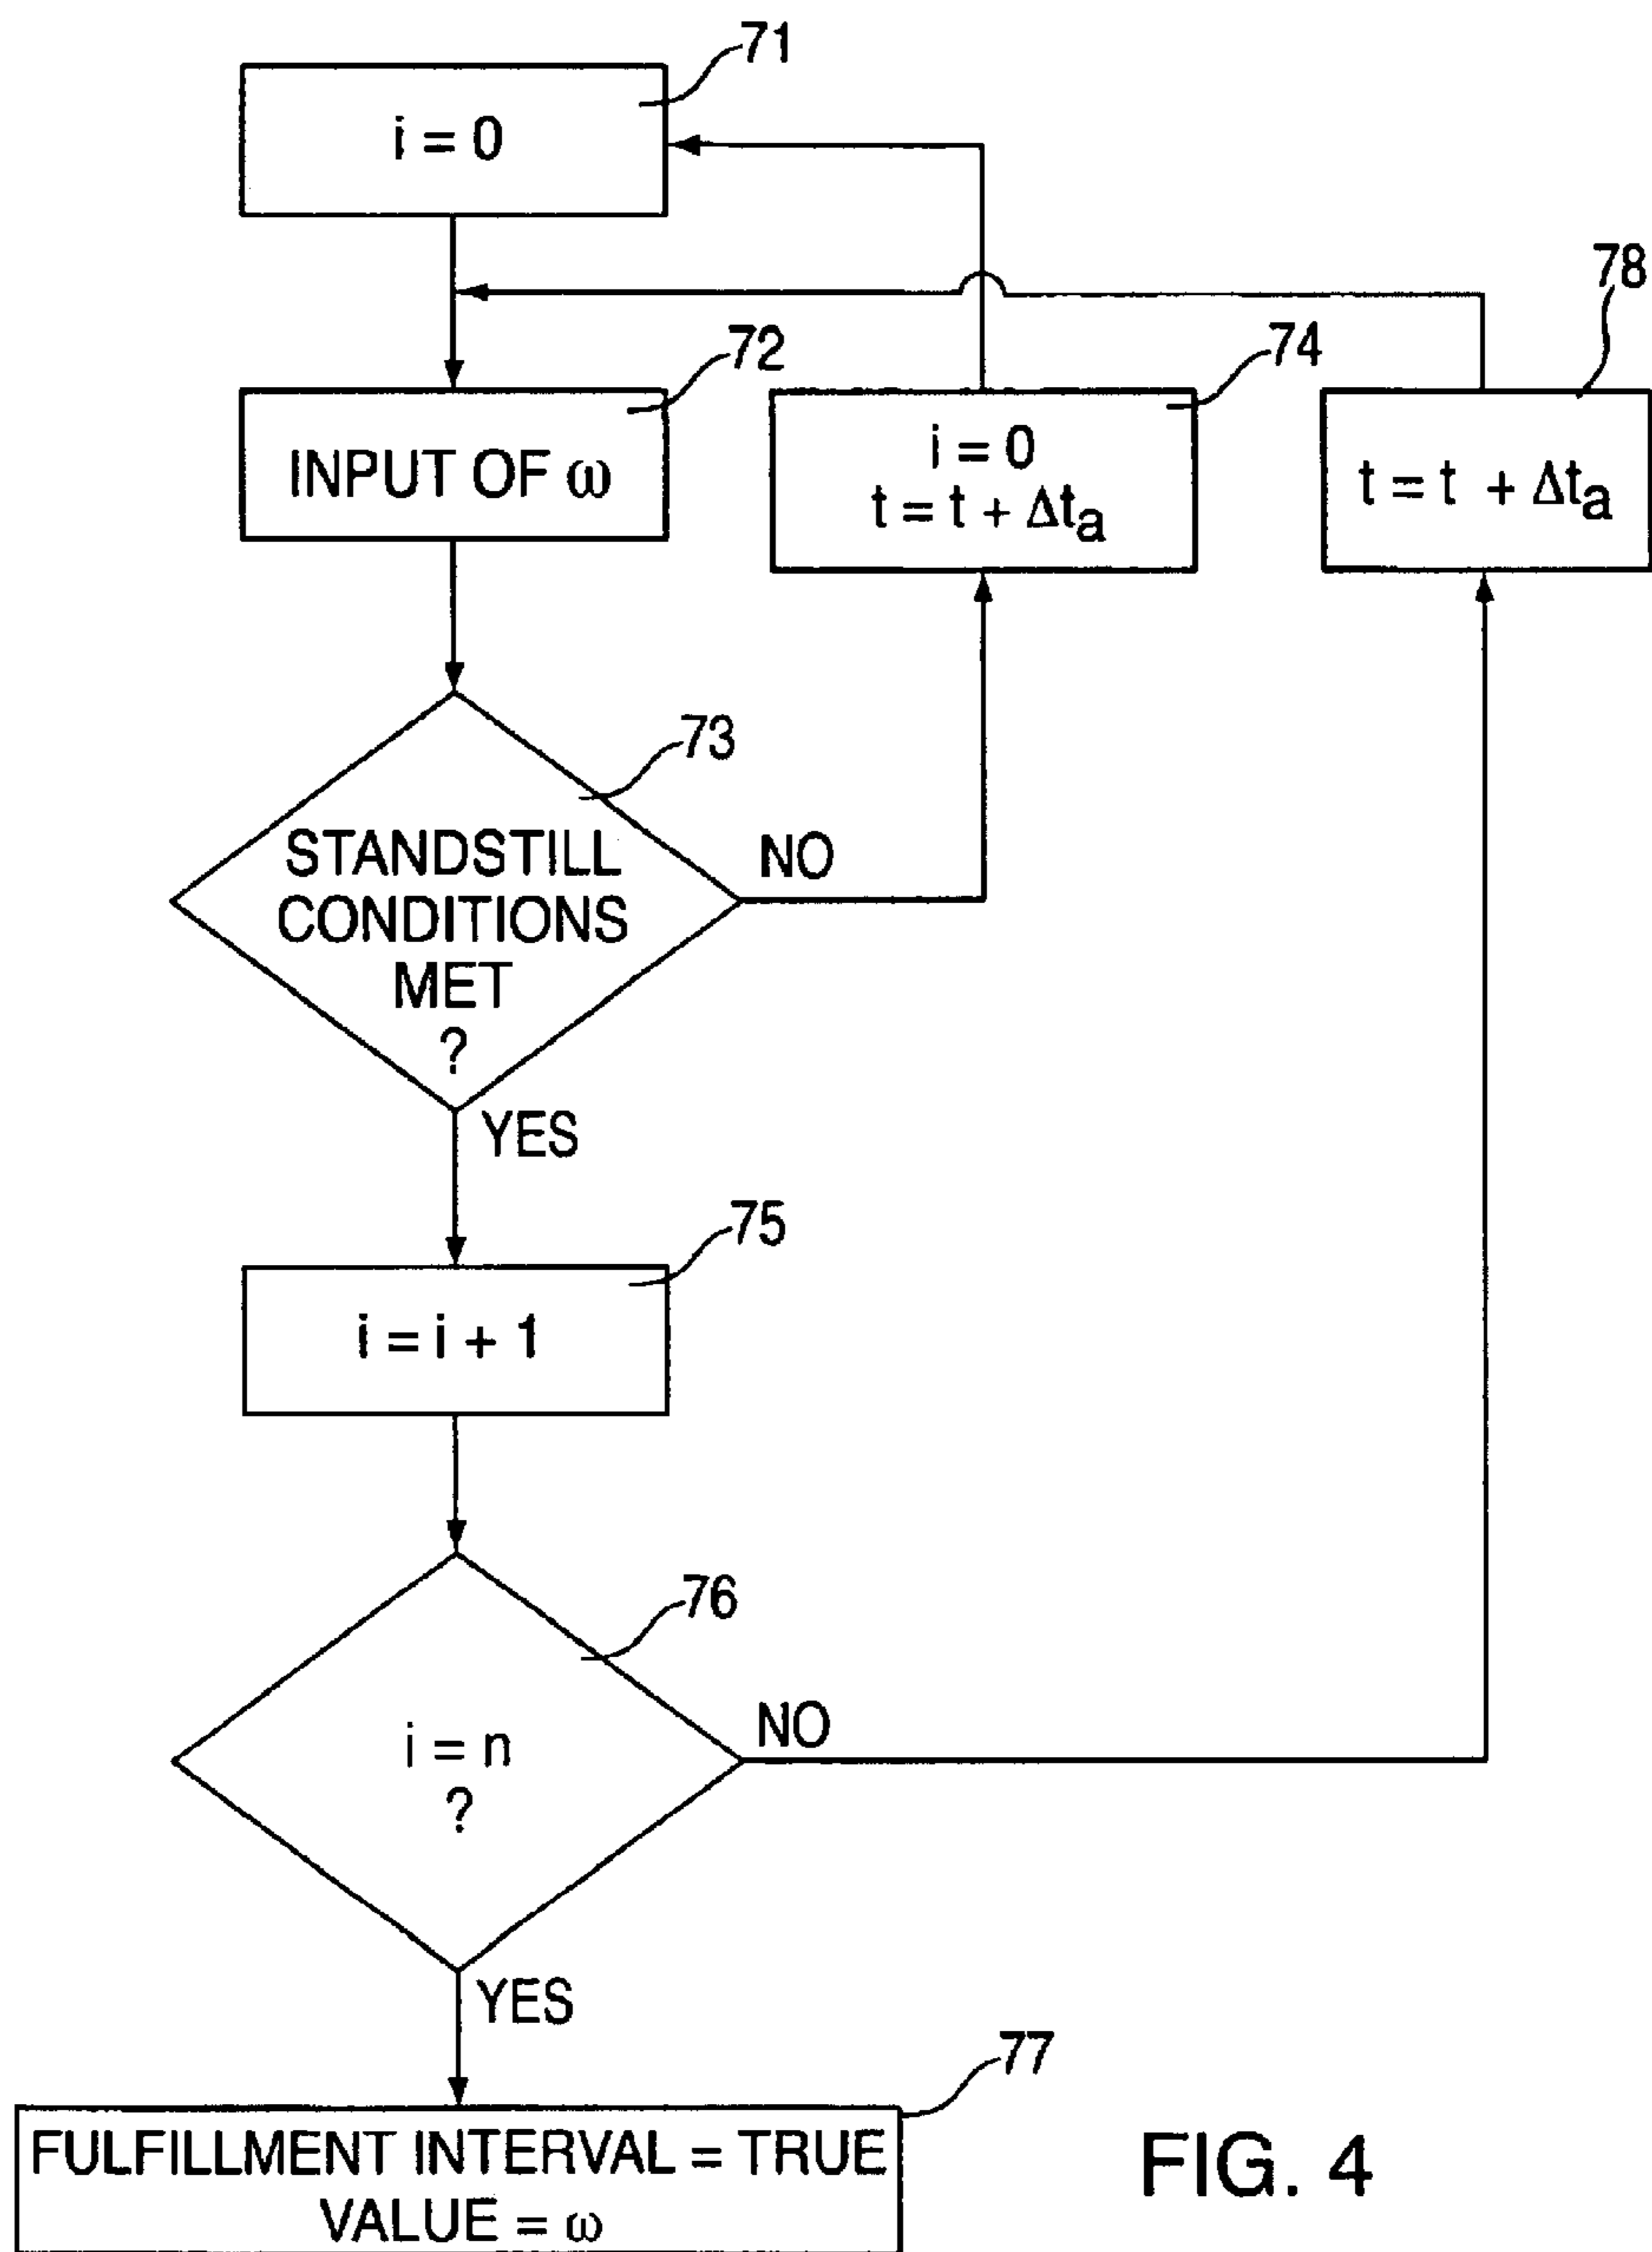 71
i = 0
78
72
74
INPUT OF ω
i = 0
t = t + Δta
t = t + Δta
73
STANDSTILL
CONDITIONS
MET
?
NO
YES
75
i = i + 1
76
i = n
?
NO
YES
77
FULFILLMENT INTERVAL = TRUE
VALUE = ω
FIG. 4